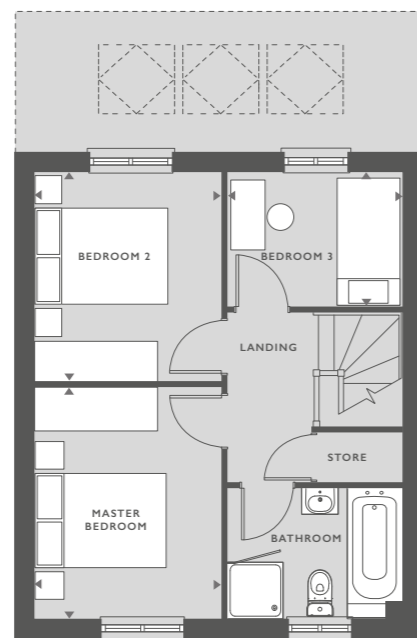 BEDROOM 2
BEDROOM 3
LANDING
STORE
MASTER
BEDROOM
BATHROOM